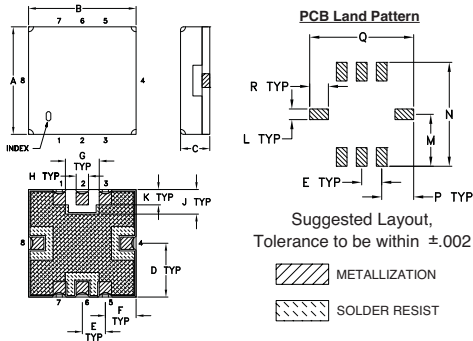 B
7 6 5
A
8
4
INDEX
1 2 3
C
PCB Land Pattern
Q
R TYP
L TYP
N
M
E TYP
P TYP
G
TYP
H TYP
1 2 3
K TYP
J TYP
8
4
D TYP
7 6 5
F
TYP
E
TYP
Suggested Layout,
Tolerance to be within ±.002
METALLIZATION
SOLDER RESIST